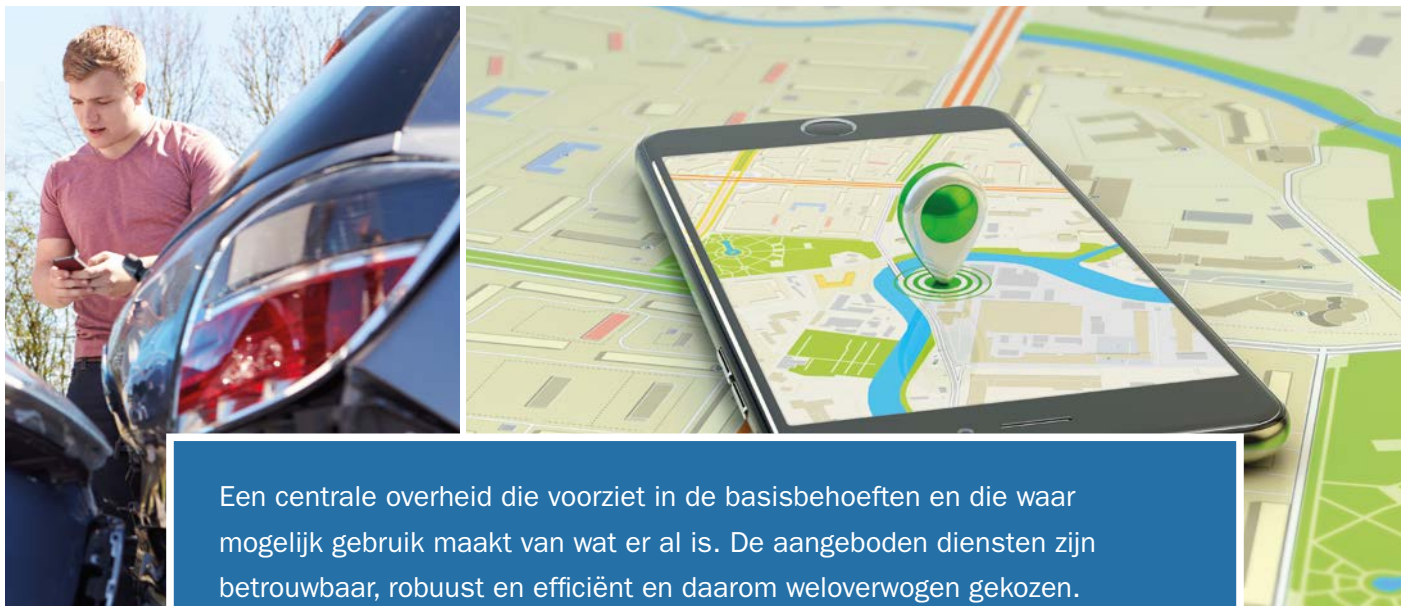 Een centrale overheid die voorziet in de basisbehoeften en die waar
mogelijk gebruik maakt van wat er al is. De aangeboden diensten zijn
betrouwbaar, robuust en efficiënt en daarom weloverwogen gekozen.